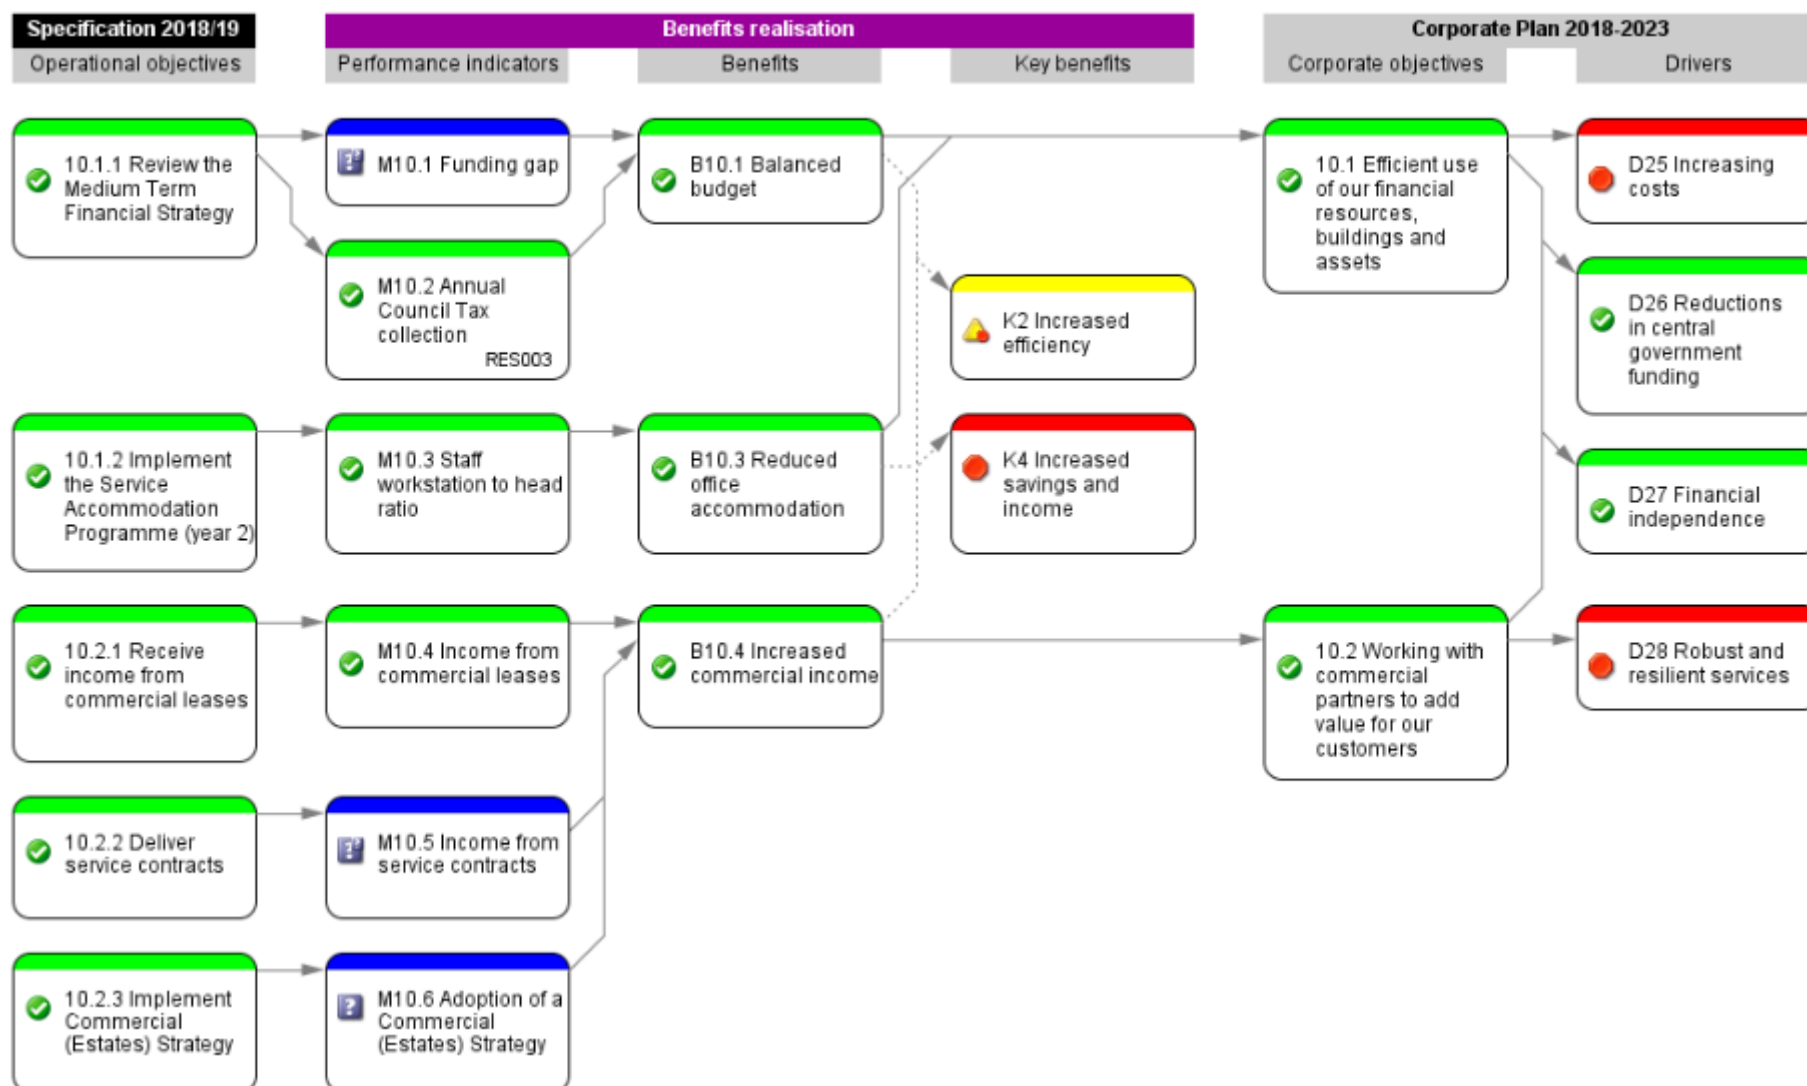 Specification 2018/19
Benefits realisation
Corporate Plan 2018-2023
Operational objectives
Performance indicators
Benefits
Key benefits
Corporate objectives
Drivers
10.1.1 Review the
Medium Term
Financial Strategy
M10.1 Funding gap
M10.2 Annual
Council Tax
collection
RES003
B10.1 Balanced
budget
K2 Increased
efficiency
10.1 Efficient use
of our financial
resources,
buildings and
assets
D25 Increasing
costs
D26 Reductions
in central
government
funding
10.1.2 Implement
the Service
Accommodation
Programme (year 2)
M10.3 Staff
workstation to head
ratio
B10.3 Reduced
office
accommodation
K4 Increased
savings and
income
D27 Financial
independence
10.2.1 Receive
income from
commercial leases
M10.4 Income from
commercial leases
B10.4 Increased
commercial income
10.2 Working with
commercial
partners to add
value for our
customers
D28 Robust and
resilient services
10.2.2 Deliver
service contracts
M10.5 Income from
service contracts
10.2.3 Implement
Commercial
(Estates) Strategy
M10.6 Adoption of a
Commercial
(Estates) Strategy